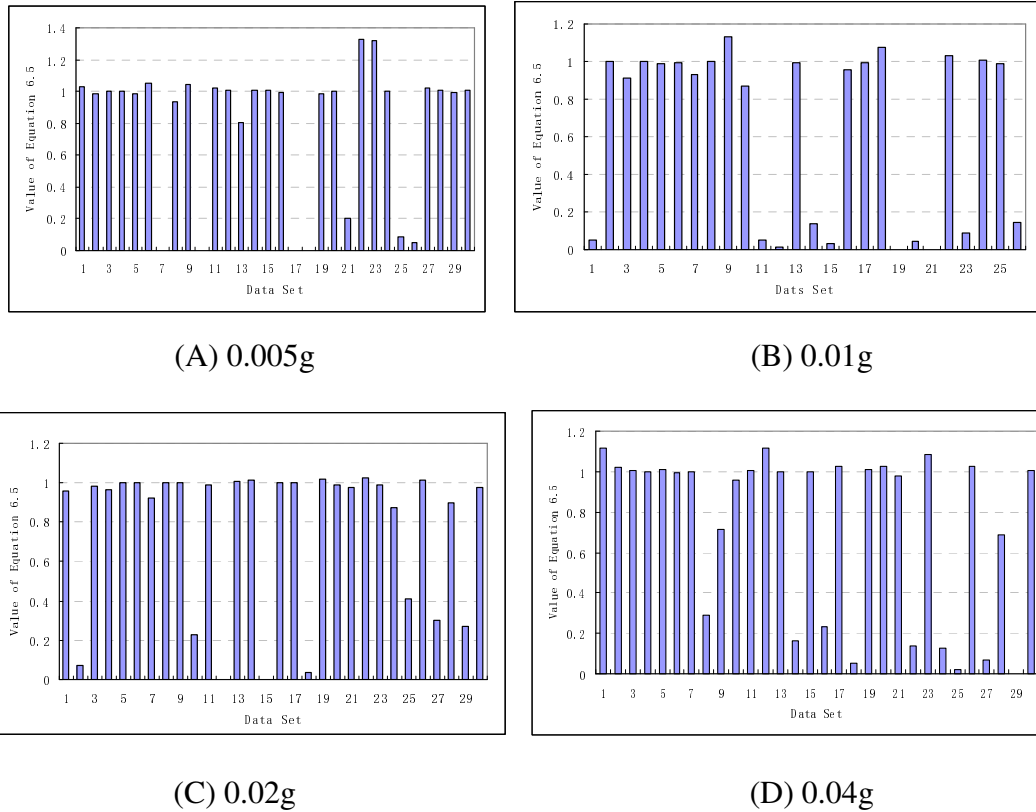 1.4
1.2
1
0.8
0.6
0.4
0.2
0
Value of Equation 6.5
1 3 5 7 9 11 13 15 17 19 21 23 25 27 29
Data Set
1.2
1
0.8
0.6
0.4
0.2
0
Value of Equation 6.5
1 3 5 7 9 11 13 15 17 19 21 23 25
Dats Set
(A) 0.005g
(B) 0.01g
1.2
1
0.8
0.6
0.4
0.2
0
Value of Equation 6.5
1 3 5 7 9 11 13 15 17 19 21 23 25 27 29
Data Set
1.2
1
0.8
0.6
0.4
0.2
0
Value of Equation 6.5
1 3 5 7 9 11 13 15 17 19 21 23 25 27 29
Data Set
(C) 0.02g
(D) 0.04g